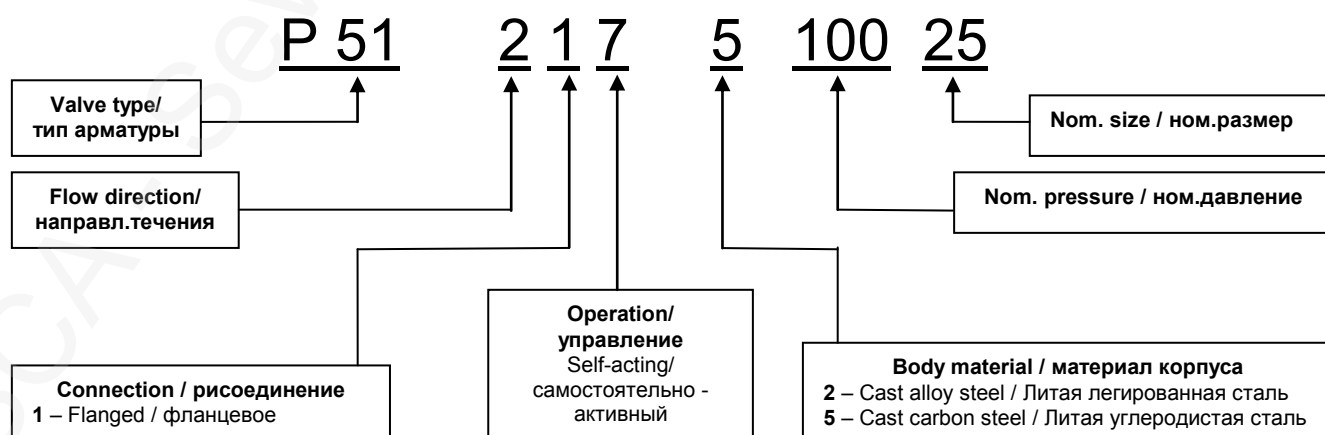 P 51 2 1 7 5 100 25
Valve type/
тип арматуры
Nom. size / ном.размер
Flow direction/
направл.течения
Nom. pressure / ном.давление
Operation/
управление
Self-acting/
самостоятельно -
активный
Connection / рисоединение
1 – Flanged / фланцевое
Body material / материал корпуса
2 – Cast alloy steel / Литая легированная сталь
5 – Cast carbon steel / Литая углеродистая сталь